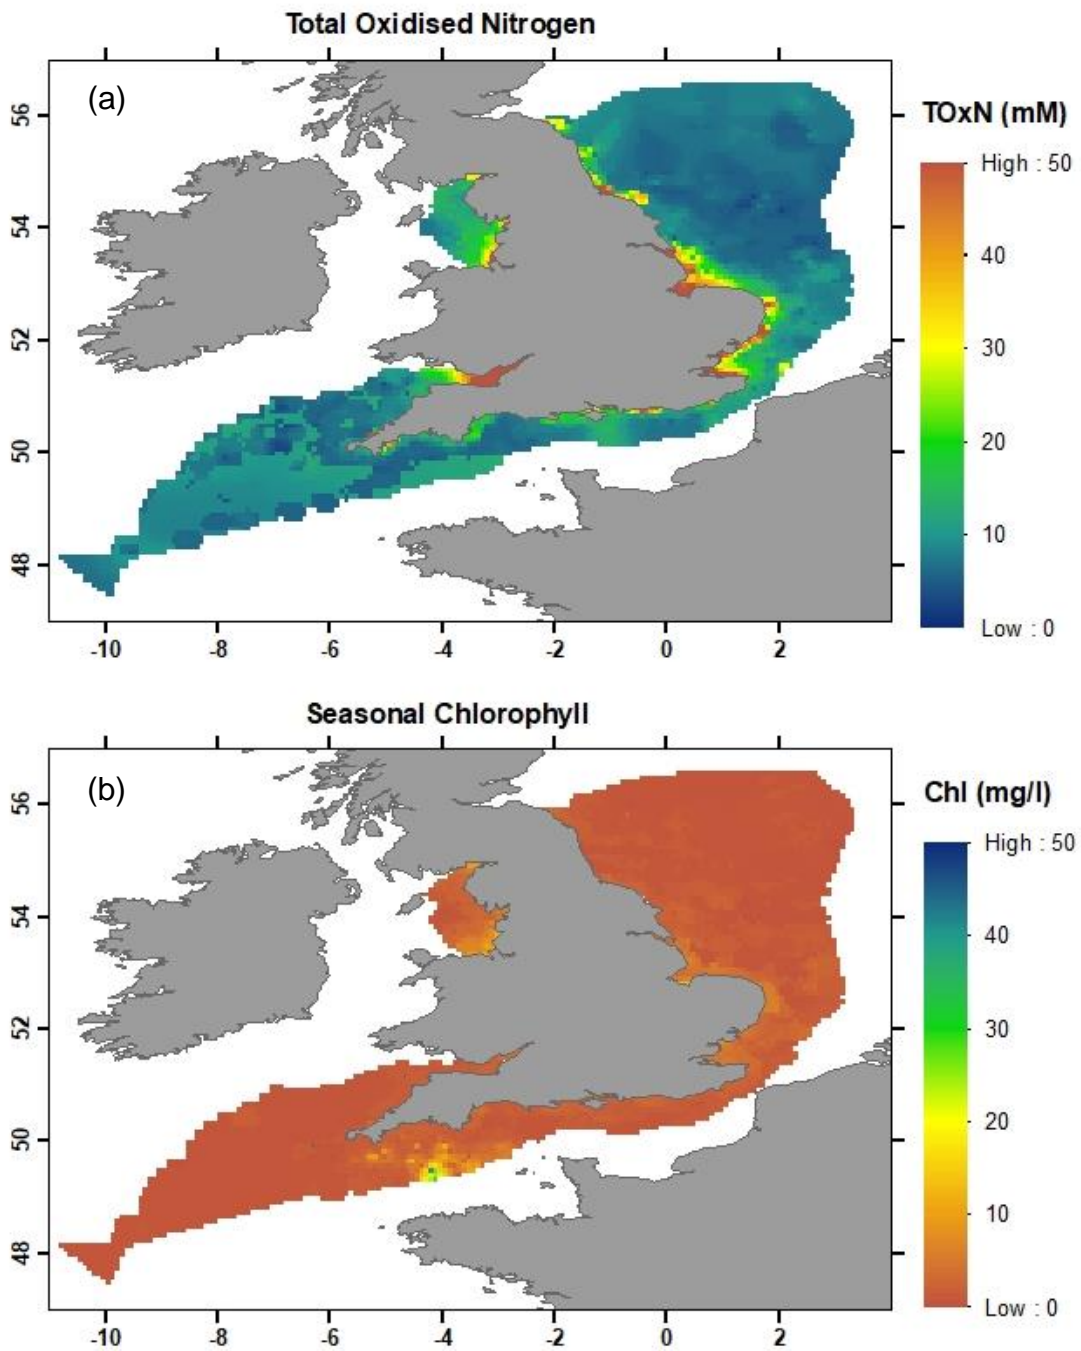 Total Oxidised Nitrogen
(a)
56
54
52
50
48
-10 -8 -6 -4 -2 0 2
TOxN (mM)
High : 50
40
30
20
10
Low : 0
Seasonal Chlorophyll
(b)
56
54
52
50
48
-10 -8 -6 -4 -2 0 2
Chl (mg/l)
High : 50
40
30
20
10
Low : 0